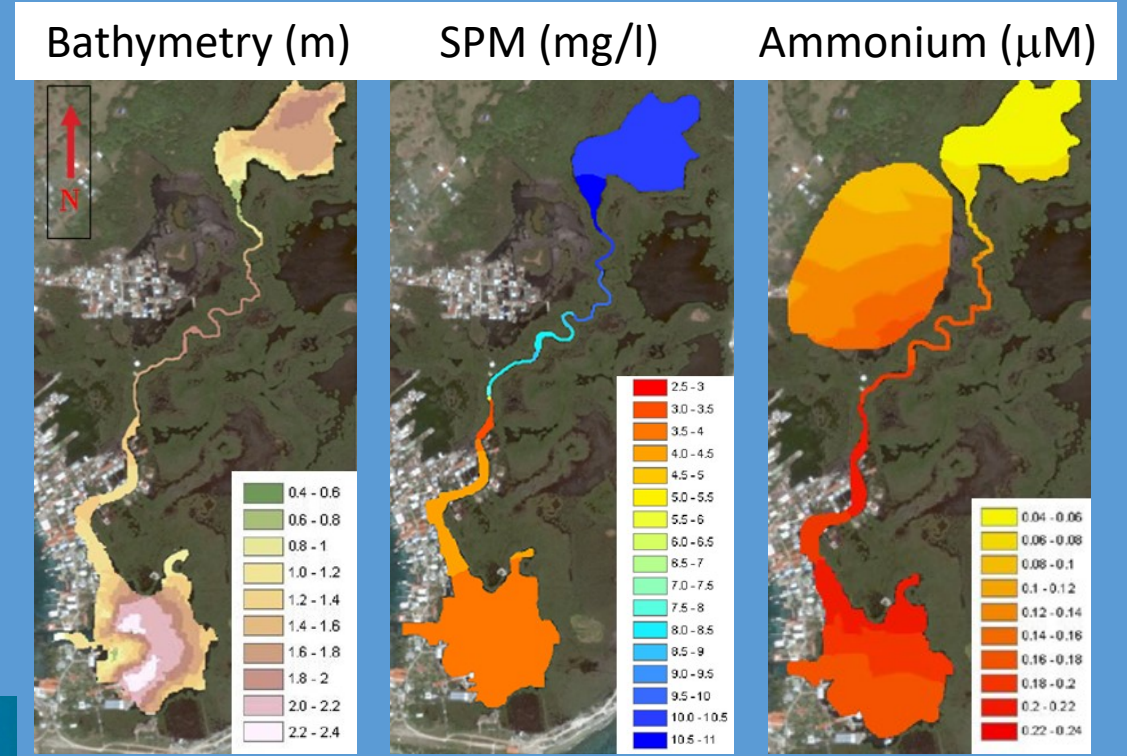 Bathymetry (m)
SPM (mg/l)
Ammonium (μM)
N
0.4 - 0.6
0.6 - 0.8
0.8 - 1
1.0 - 1.2
1.2 - 1.4
1.4 - 1.6
1.6 - 1.8
1.8 - 2
2.0 - 2.2
2.2 - 2.4
2.5 - 3
3.0 - 3.5
3.5 - 4
4.0 - 4.5
4.5 - 5
5.0 - 5.5
5.5 - 6
6.0 - 6.5
6.5 - 7
7.0 - 7.5
7.5 - 8
8.0 - 8.5
8.5 - 9
9.0 - 9.5
9.5 - 10
10.0 - 10.5
10.5 - 11
0.04 - 0.06
0.06 - 0.08
0.08 - 0.1
0.1 - 0.12
0.12 - 0.14
0.14 - 0.16
0.16 - 0.18
0.18 - 0.2
0.2 - 0.22
0.22 - 0.24